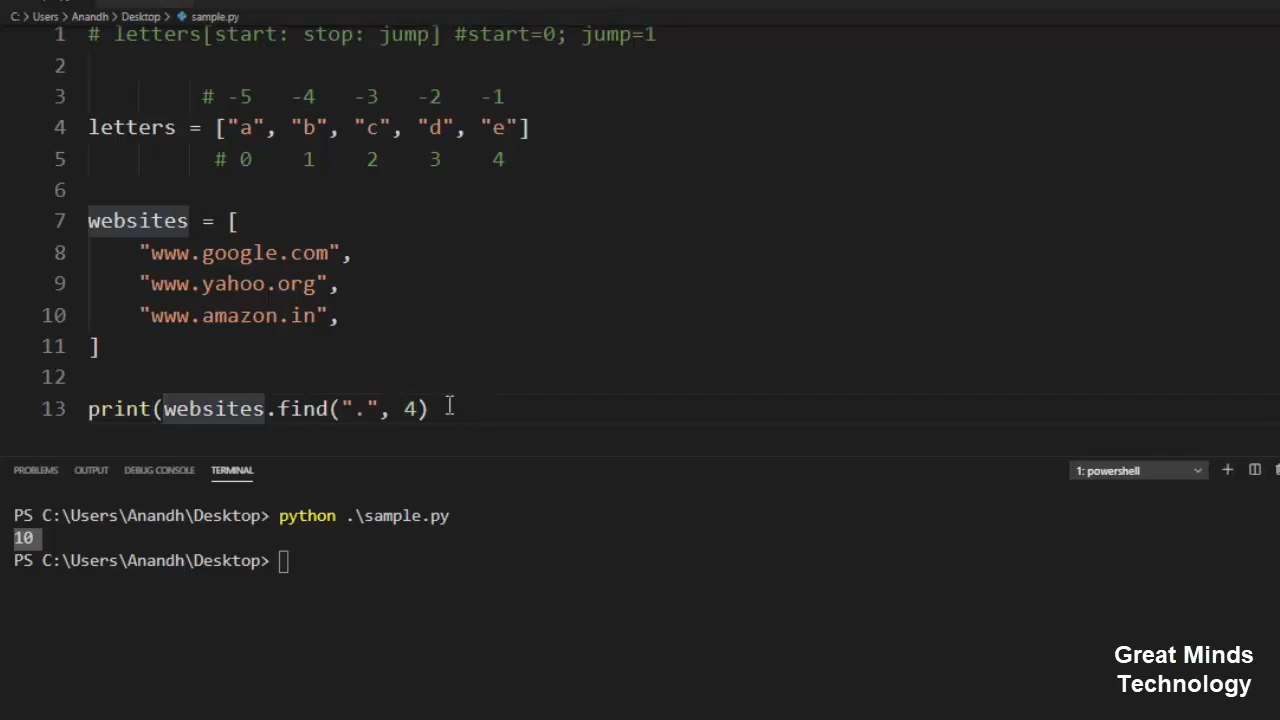 C: > Users > Anandh > Desktop > sample.py
1 # letters[start: stop: jump] #start=0; jump=1
2
3 # -5 -4 -3 -2 -1
4 letters = ["a", "b", "c", "d", "e"]
5 # 0 1 2 3 4
6
7 websites = [
8 "www.google.com",
9 "www.yahoo.org",
10 "www.amazon.in",
11 ]
12
13 print(websites.find(".", 4)
PROBLEMS OUTPUT DEBUG CONSOLE TERMINAL 1: powershell
PS C:\Users\Anandh\Desktop> python .\sample.py
10
PS C:\Users\Anandh\Desktop>
Great Minds
Technology